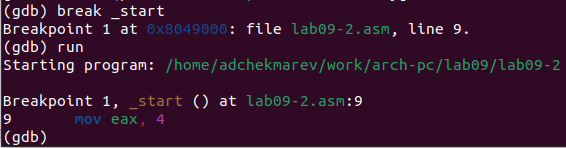 (gdb) break _start
Breakpoint 1 at 0x8049000: file lab09-2.asm, line 9.
(gdb) run
Starting program: /home/adchekmarev/work/arch-pc/lab09/lab09-2

Breakpoint 1, _start () at lab09-2.asm:9
9	mov eax, 4
(gdb)